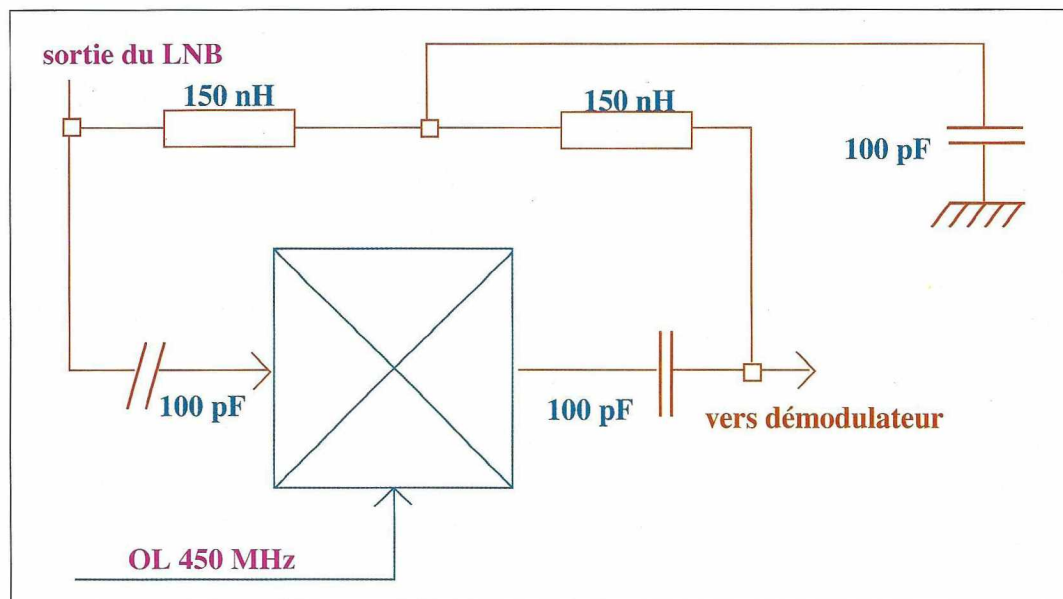 sortie du LNB
150 nH
150 nH
100 pF
100 pF
100 pF
vers démodulateur
OL 450 MHz